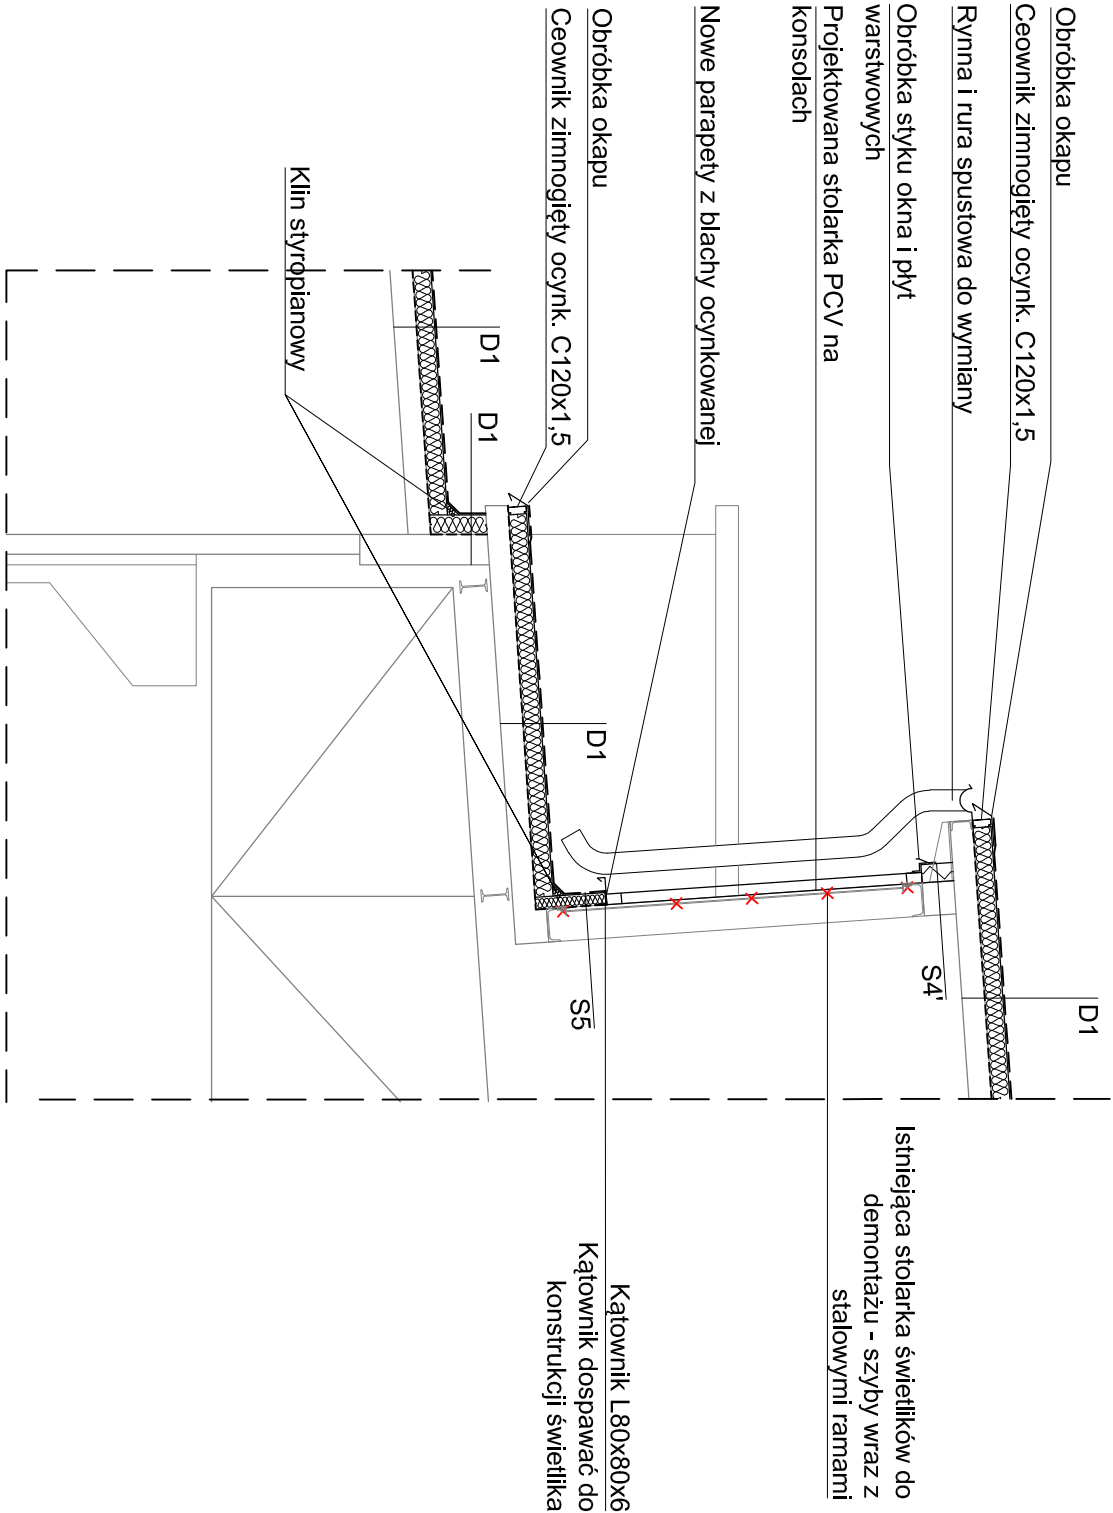 Obróbka okapu
Ceownik zimnogięty ocynk. C120x1,5
Rynna i rura spustowa do wymiany
Obróbka styku okna i płyt
warstwowych
Projektowana stolarka PCV na
konsolach
Nowe parapety z blachy ocynkowanej
Obróbka okapu
Ceownik zimnogięty ocynk. C120x1,5
Klin styropianowy
D1
D1
D1
D1
S4'
S5
Istniejąca stolarka świetlików do
demontażu - szyby wraz z
stalowymi ramami
Kątownik L80x80x6
Kątownik dospawać do
konstrukcji świetlika